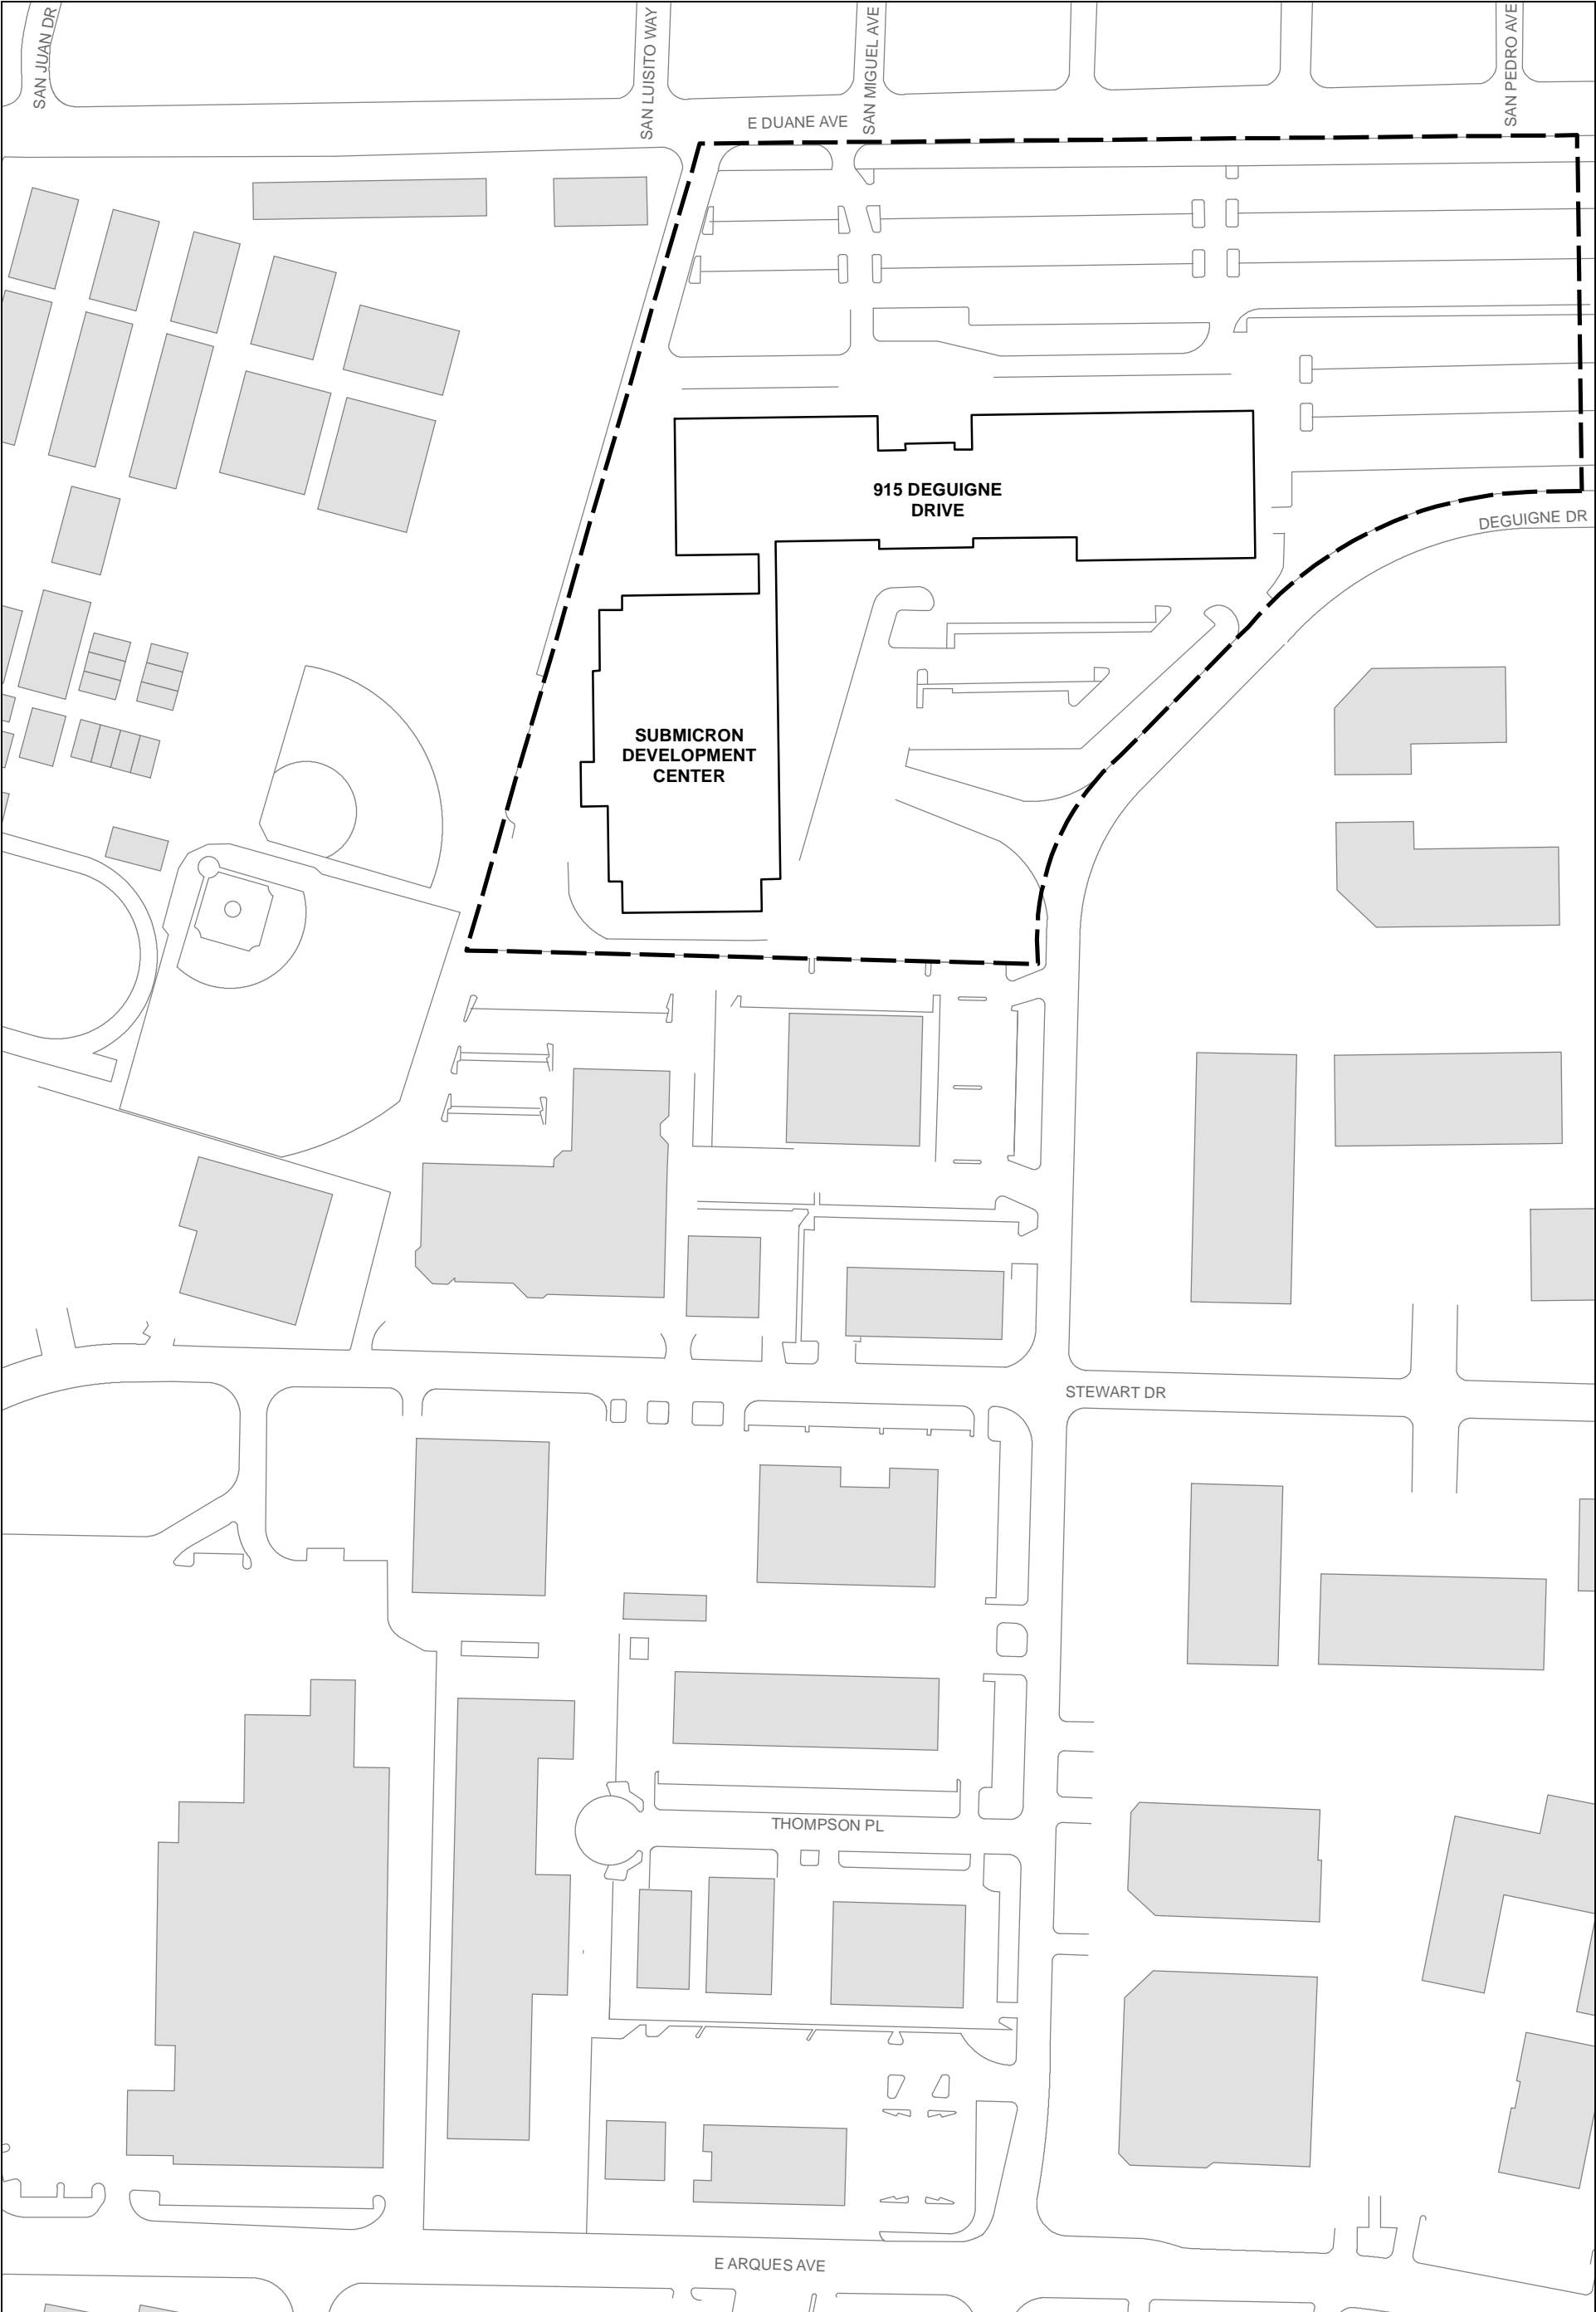 SAN JUAN DR
SAN LUISITO WAY
SAN MIGUEL AVE
SAN PEDRO AVE
E DUANE AVE
915 DEGUIGNE
DRIVE
DEGUIGNE DR
SUBMICRON
DEVELOPMENT
CENTER
STEWART DR
THOMPSON PL
E ARQUES AVE